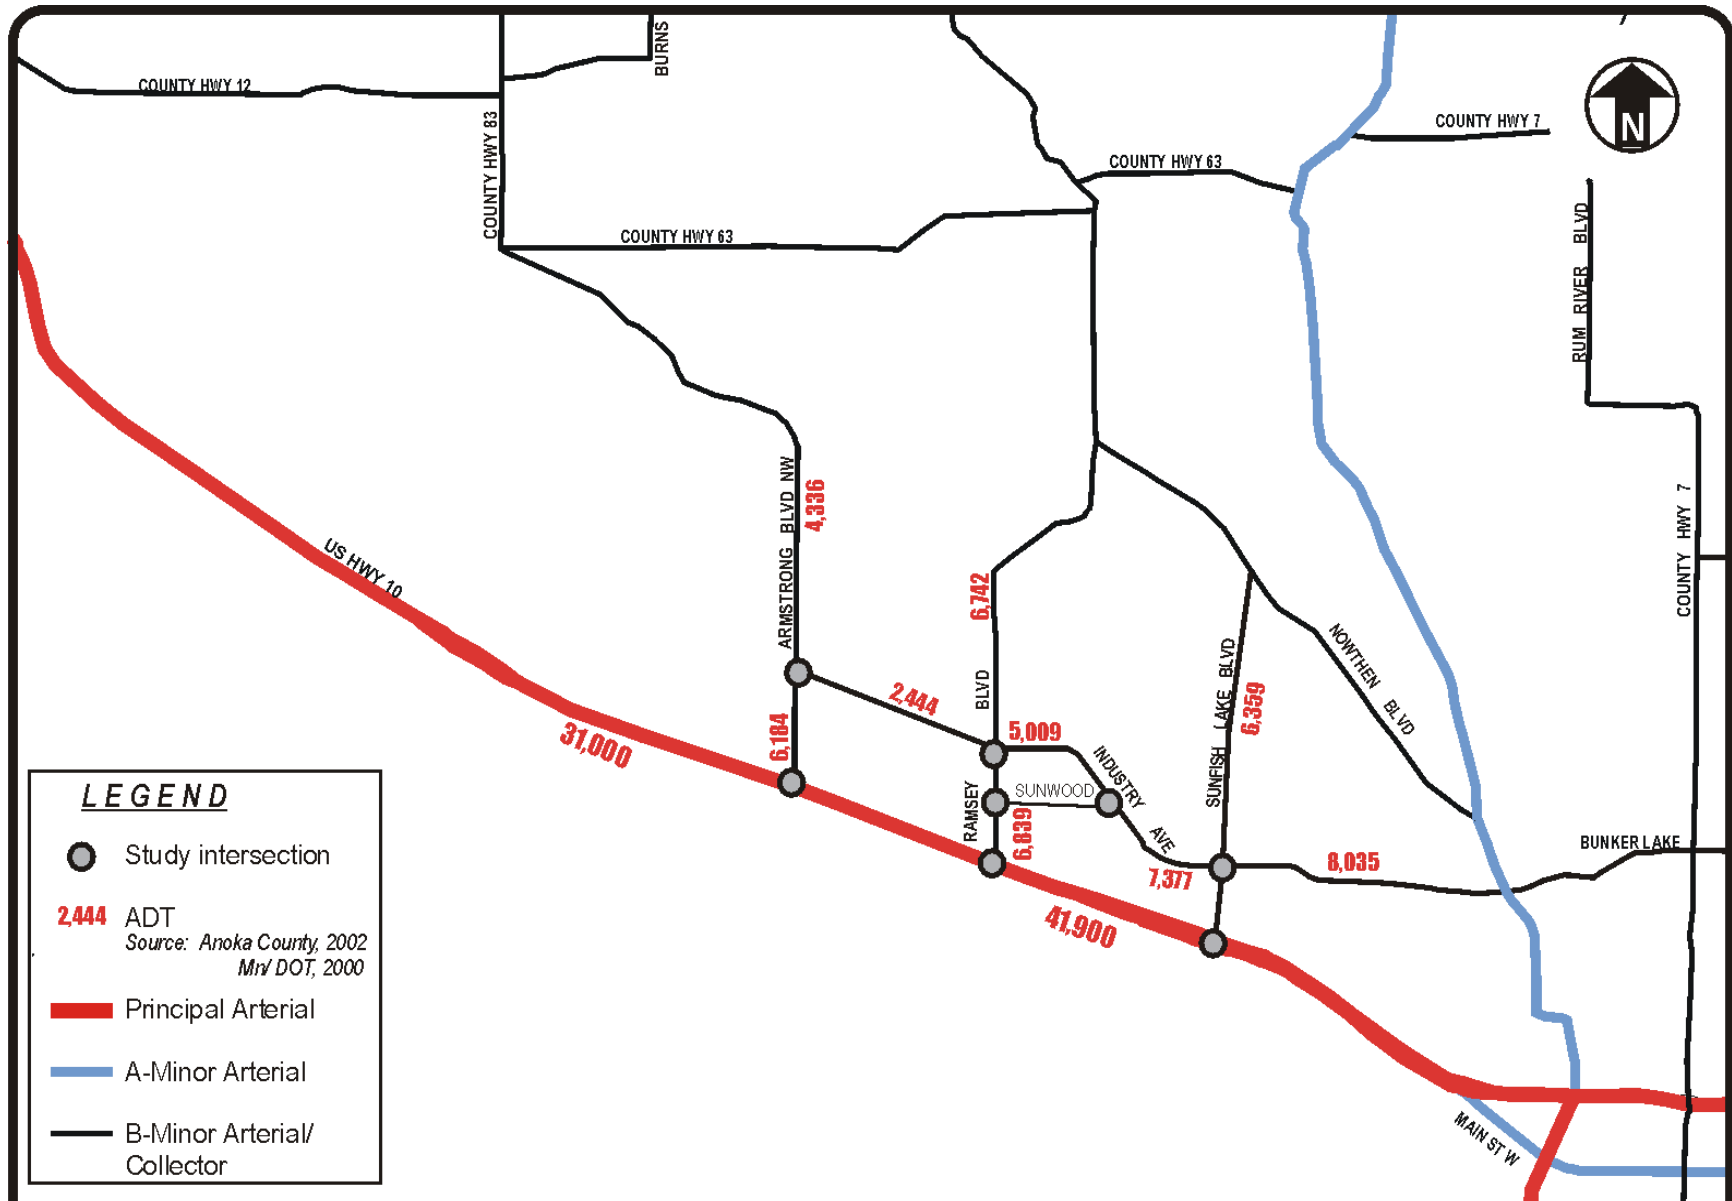 BURNS
COUNTY HWY 12
COUNTY HWY 83
COUNTY HWY 7
N
COUNTY HWY 63
COUNTY HWY 63
RUM RIVER BLVD
US HWY 10
ARMSTRONG BLVD NW
4,336
6,742
COUNTY HWY 7
NOWTHEN BLVD
SUNFISH LAKE BLVD
6,359
2,444
RAMSEY BLVD
5,009
31,000
6,184
INDUSTRY AVE
SUNWOOD
6,839
7,377
8,035
BUNKER LAKE
41,900
MAIN ST W
LEGEND
Study intersection
2,444 ADT
Source: Anoka County, 2002
Mn/DOT, 2000
Principal Arterial
A-Minor Arterial
B-Minor Arterial/
Collector